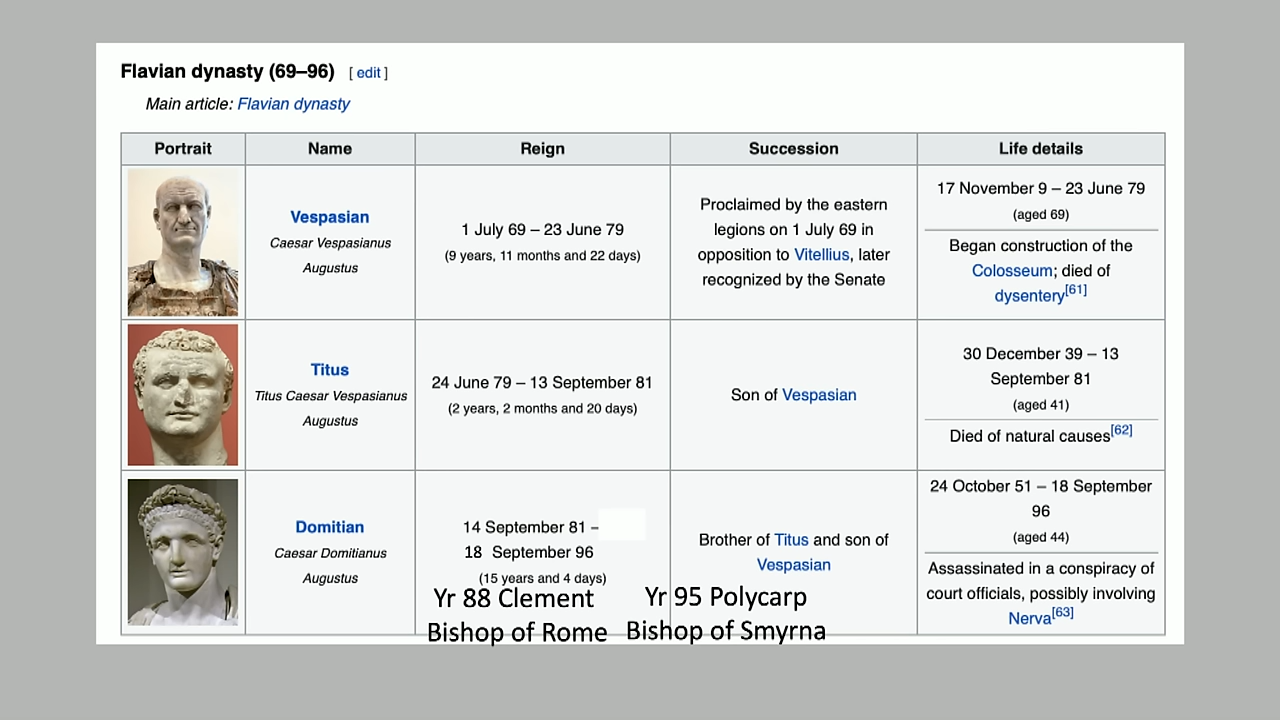 Flavian dynasty (69–96) [ edit ]
Main article: Flavian dynasty
Portrait
Name
Reign
Succession
Life details
Vespasian
Caesar Vespasianus
Augustus
1 July 69 – 23 June 79
(9 years, 11 months and 22 days)
Proclaimed by the eastern
legions on 1 July 69 in
opposition to Vitellius, later
recognized by the Senate
17 November 9 – 23 June 79
(aged 69)
Began construction of the
Colosseum; died of
dysentery[61]
Titus
Titus Caesar Vespasianus
Augustus
24 June 79 – 13 September 81
(2 years, 2 months and 20 days)
Son of Vespasian
30 December 39 – 13
September 81
(aged 41)
Died of natural causes[62]
Domitian
Caesar Domitianus
Augustus
14 September 81 –
18 September 96
(15 years and 4 days)
Brother of Titus and son of
Vespasian
24 October 51 – 18 September
96
(aged 44)
Assassinated in a conspiracy of
court officials, possibly involving
Nerva[63]
Yr 88 Clement
Bishop of Rome
Yr 95 Polycarp
Bishop of Smyrna